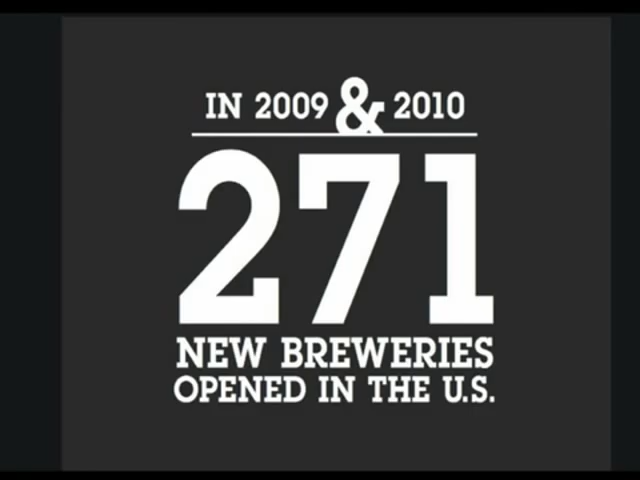 IN 2009 & 2010
271
NEW BREWERIES
OPENED IN THE U.S.